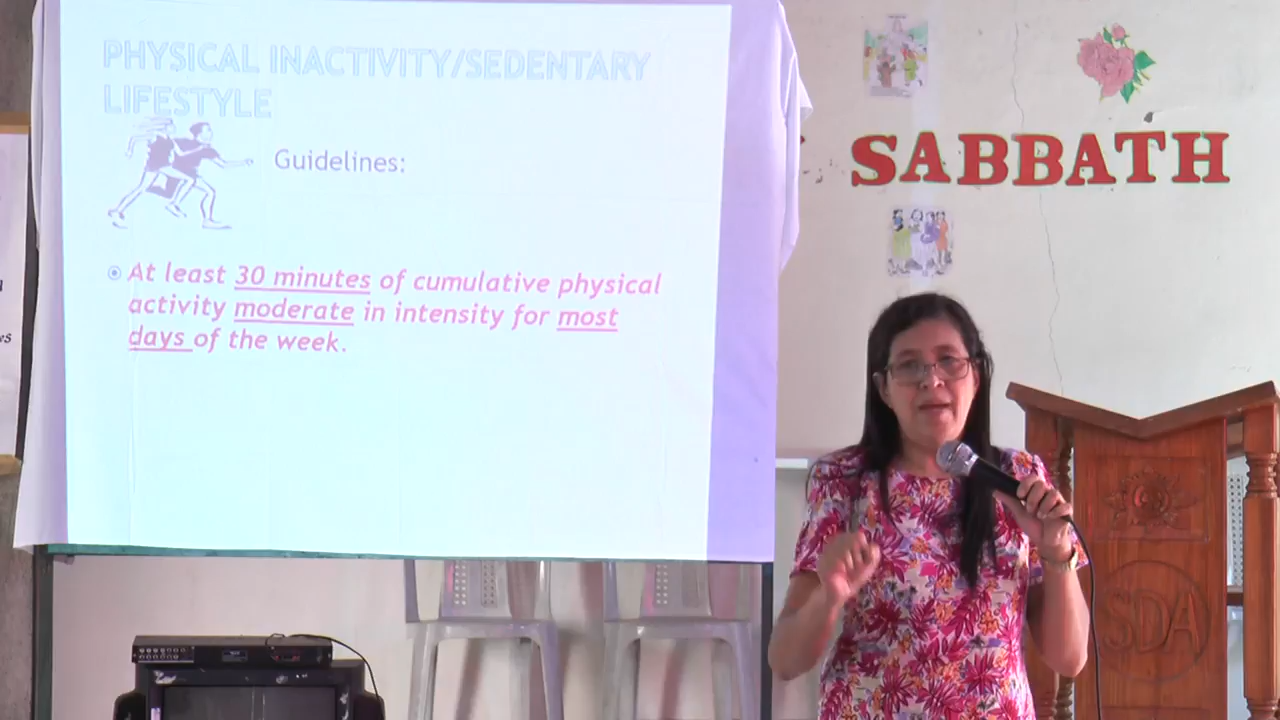 PHYSICAL INACTIVITY/SEDENTARY
LIFESTYLE
Guidelines:
At least 30 minutes of cumulative physical
activity moderate in intensity for most
days of the week.
SABBATH
SDA